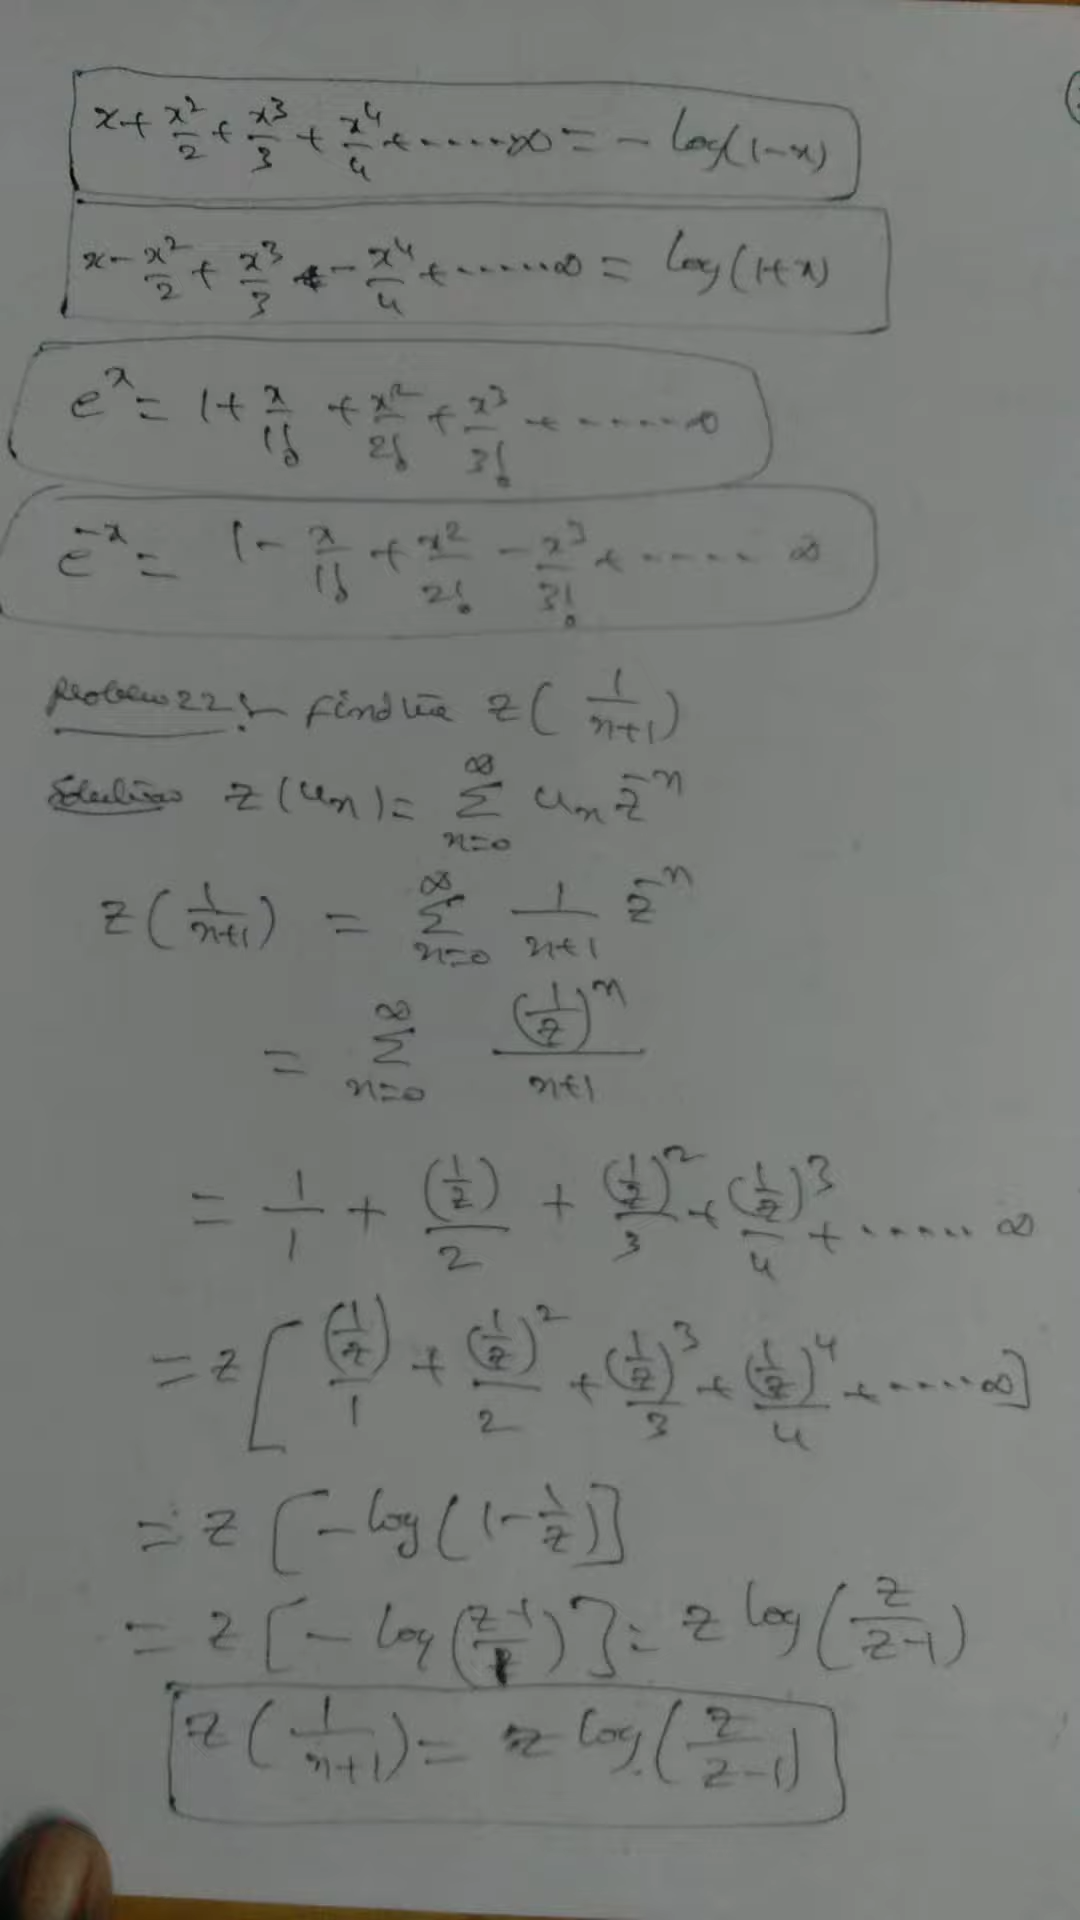 x + x²/2 + x³/3 + x⁴/4 + ......∞ = - log(1-x)
x - x²/2 + x³/3 - x⁴/4 + ......∞ = log(1+x)
eˣ = 1 + x/1! + x²/2! + x³/3! + ......∞
e⁻ˣ = 1 - x/1! + x²/2! - x³/3! + ..... ∞
Problem 22:- Find the z(1/(n+1))
Solution z(uₙ) = ∞Σn=0 uₙ z⁻ⁿ
z(1/(n+1)) = ∞Σn=0 1/(n+1) z⁻ⁿ
= ∞Σn=0 (1/z)ⁿ/(n+1)
= 1/1 + (1/z)/2 + (1/z)²/3 + (1/z)³/4 + ...... ∞
= z[(1/z)/1 + (1/z)²/2 + (1/z)³/3 + (1/z)⁴/4 + .....∞]
= z[-log(1-1/z)]
= z[-log((z-1)/z)] = z log(z/(z-1))
z(1/(n+1)) = z log(z/(z-1))